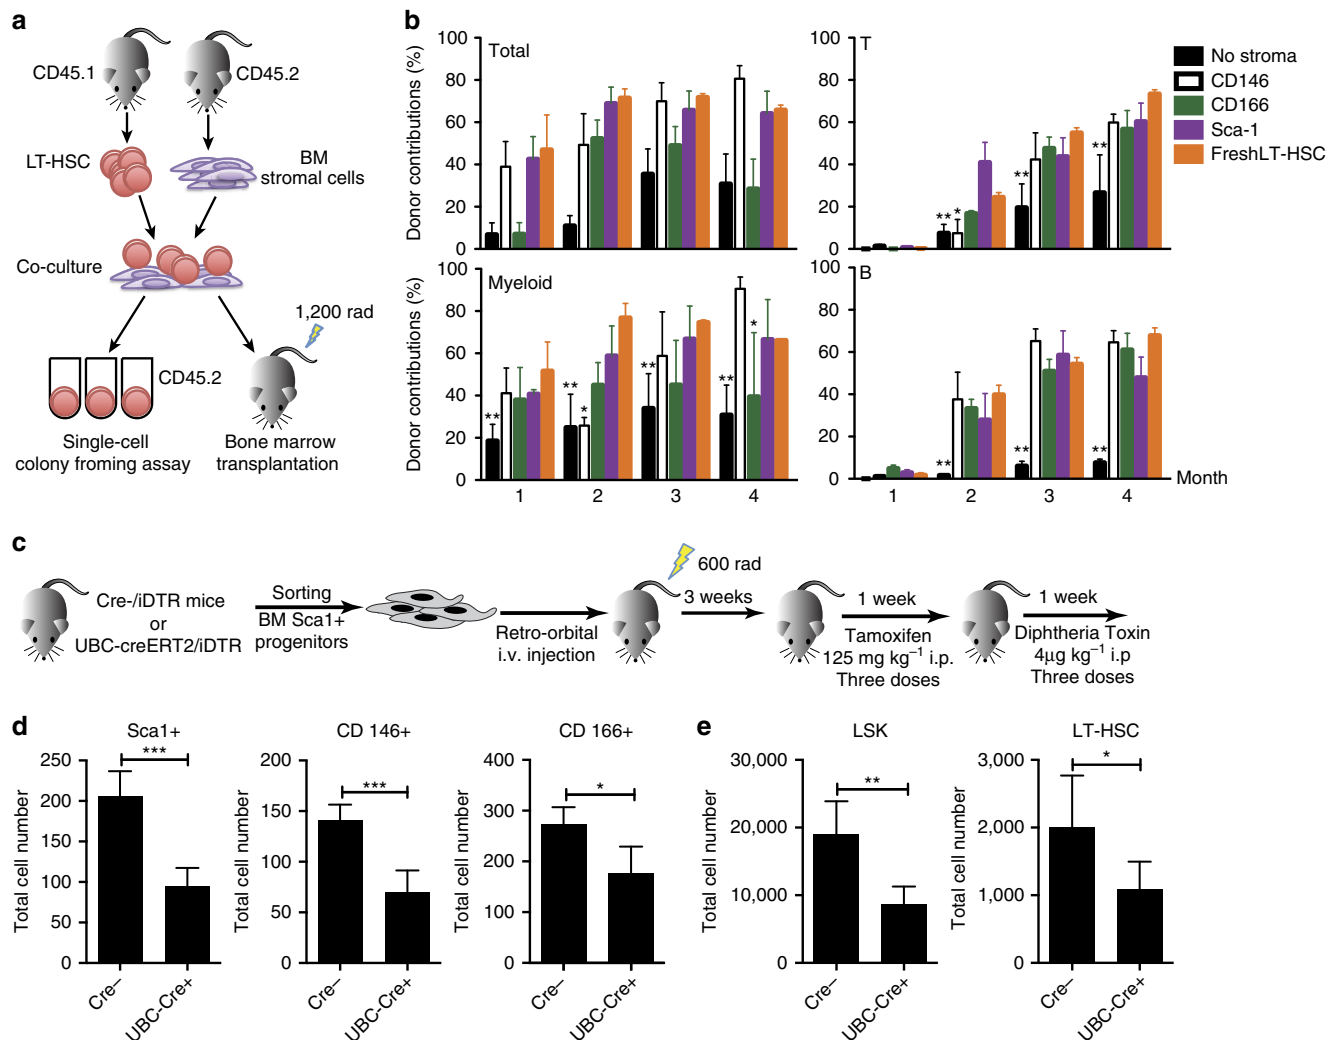 a
CD45.1
CD45.2
LT-HSC
BM
stromal cells
Co-culture
1,200 rad
CD45.2
Single-cell
colony froming assay
Bone marrow
transplantation
b
Total
Donor contributions (%)
100
80
60
40
20
0
T
100
80
60
40
20
0
** *
**
**
No stroma
CD146
CD166
Sca-1
FreshLT-HSC
Myeloid
Donor contributions (%)
100
80
60
40
20
0
**
** *
**
** *
1 2 3 4
B
100
80
60
40
20
0
**
**
**
1 2 3 4
Month
c
Cre-/iDTR mice
or
UBC-creERT2/iDTR
Sorting
BM Sca1+
progenitors
Retro-orbital
i.v. injection
600 rad
3 weeks
1 week
Tamoxifen
125 mg kg⁻¹ i.p.
Three doses
1 week
Diphtheria Toxin
4µg kg⁻¹ i.p
Three doses
d
Sca1+
Total cell number
250
200
150
100
50
0
***
Cre–
UBC-Cre+
CD 146+
Total cell number
200
150
100
50
0
***
Cre–
UBC-Cre+
CD 166+
Total cell number
400
300
200
100
0
*
Cre–
UBC-Cre+
e
LSK
Total cell number
30,000
20,000
10,000
0
**
Cre–
UBC-Cre+
LT-HSC
Total cell number
3,000
2,000
1,000
0
*
Cre–
UBC-Cre+